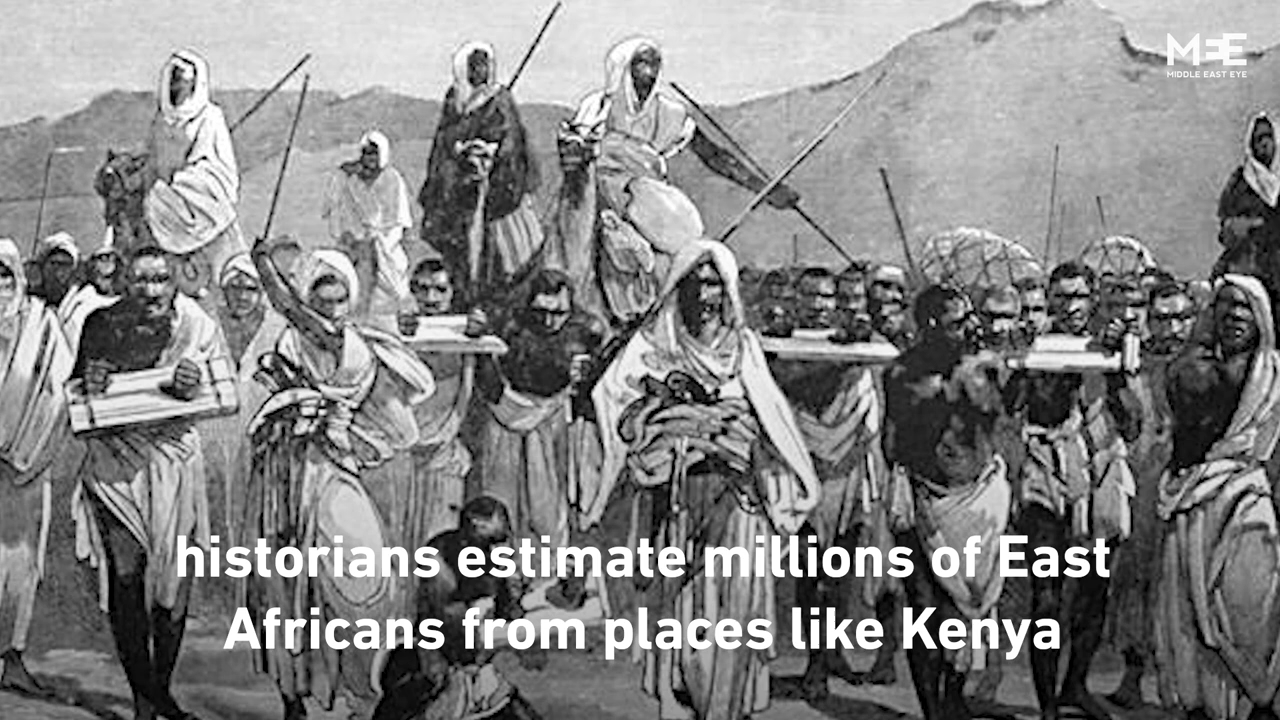 MEE
MIDDLE EAST EYE
historians estimate millions of East
Africans from places like Kenya